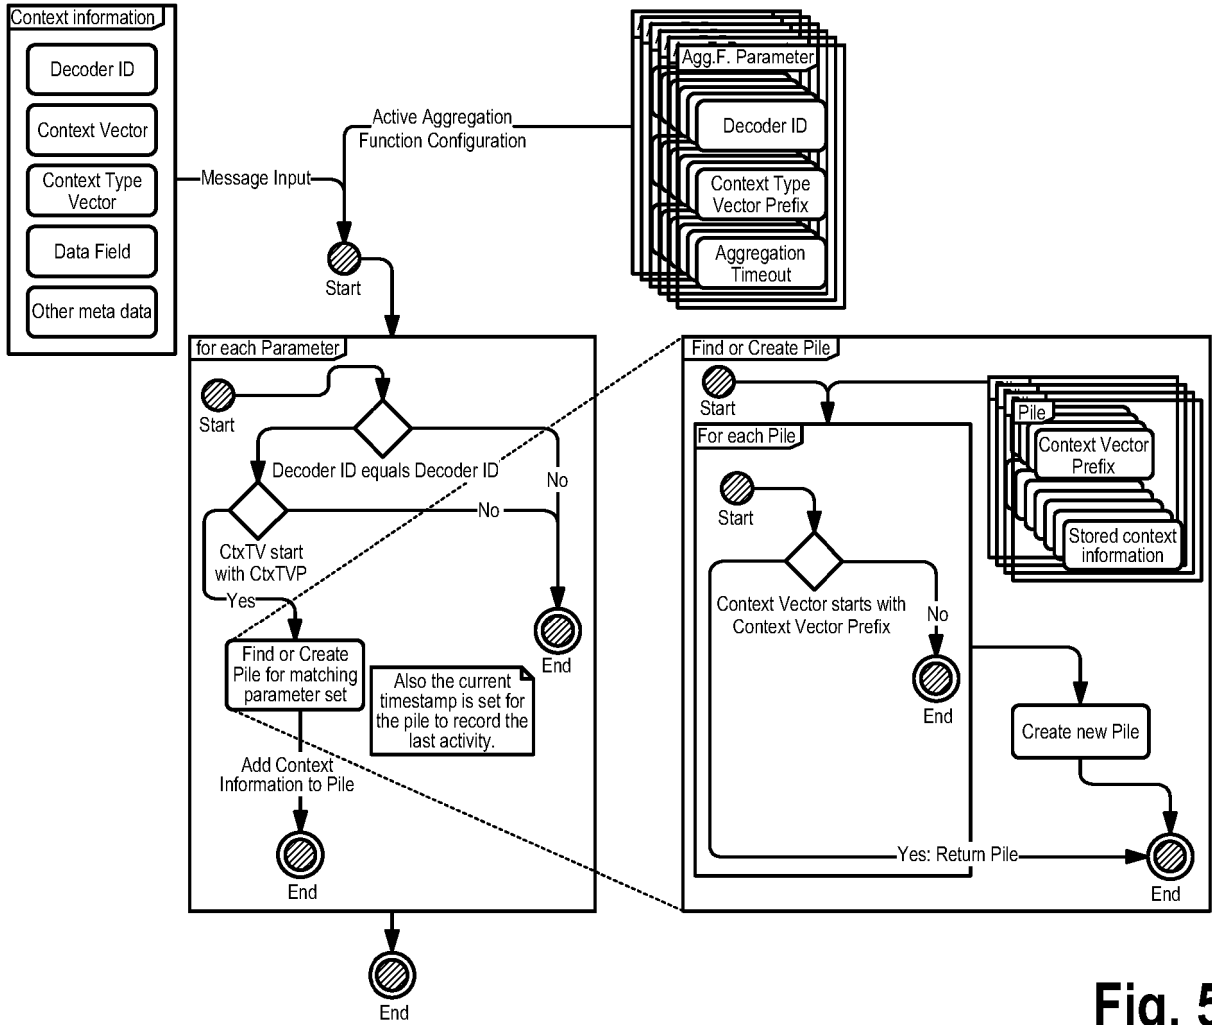 Context information
Decoder ID
Context Vector
Context Type
Vector
Data Field
Other meta data
Message Input
Active Aggregation
Function Configuration
Agg.F. Parameter
Decoder ID
Context Type
Vector Prefix
Aggregation
Timeout
Start
for each Parameter
Start
Decoder ID equals Decoder ID
No
No
CtxTV start
with CtxTVP
Yes
Find or Create
Pile for matching
parameter set
End
Also the current
timestamp is set for
the pile to record the
last activity.
Add Context
Information to Pile
End
End
Find or Create Pile
Start
Pile
Context Vector
Prefix
Stored context
information
For each Pile
Start
Context Vector starts with
Context Vector Prefix
No
End
Create new Pile
Yes: Return Pile
End
Fig. 5